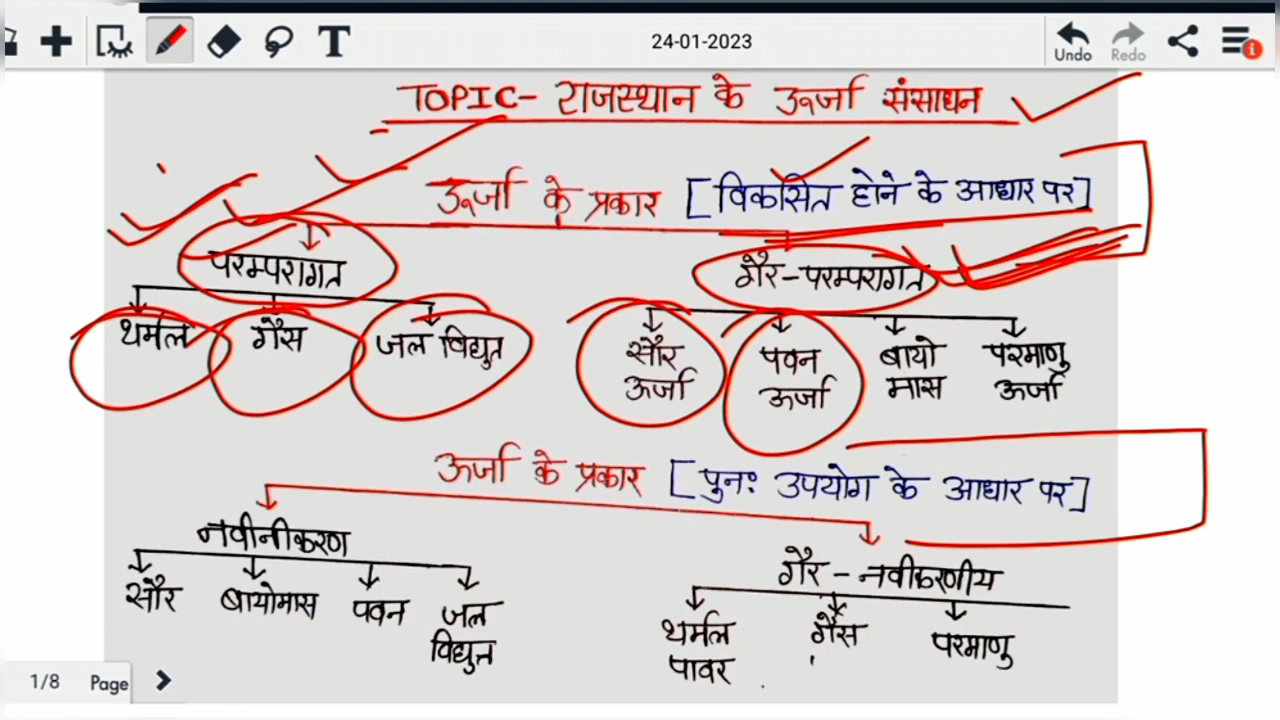 T
24-01-2023
Undo
Redo
TOPIC- राजस्थान के ऊर्जा संसाधन
ऊर्जा के प्रकार [विकसित होने के आधार पर]
परम्परागत
गैर-परम्परागत
थर्मल गैस जल विद्युत
सौर ऊर्जा
पवन ऊर्जा
बायो मास
परमाणु ऊर्जा
ऊर्जा के प्रकार [पुनः उपयोग के आधार पर]
नवीनीकरण
गैर - नवीकरणीय
सौर बायोमास पवन जल विद्युत
थर्मल पावर
गैस
परमाणु
1/8 Page